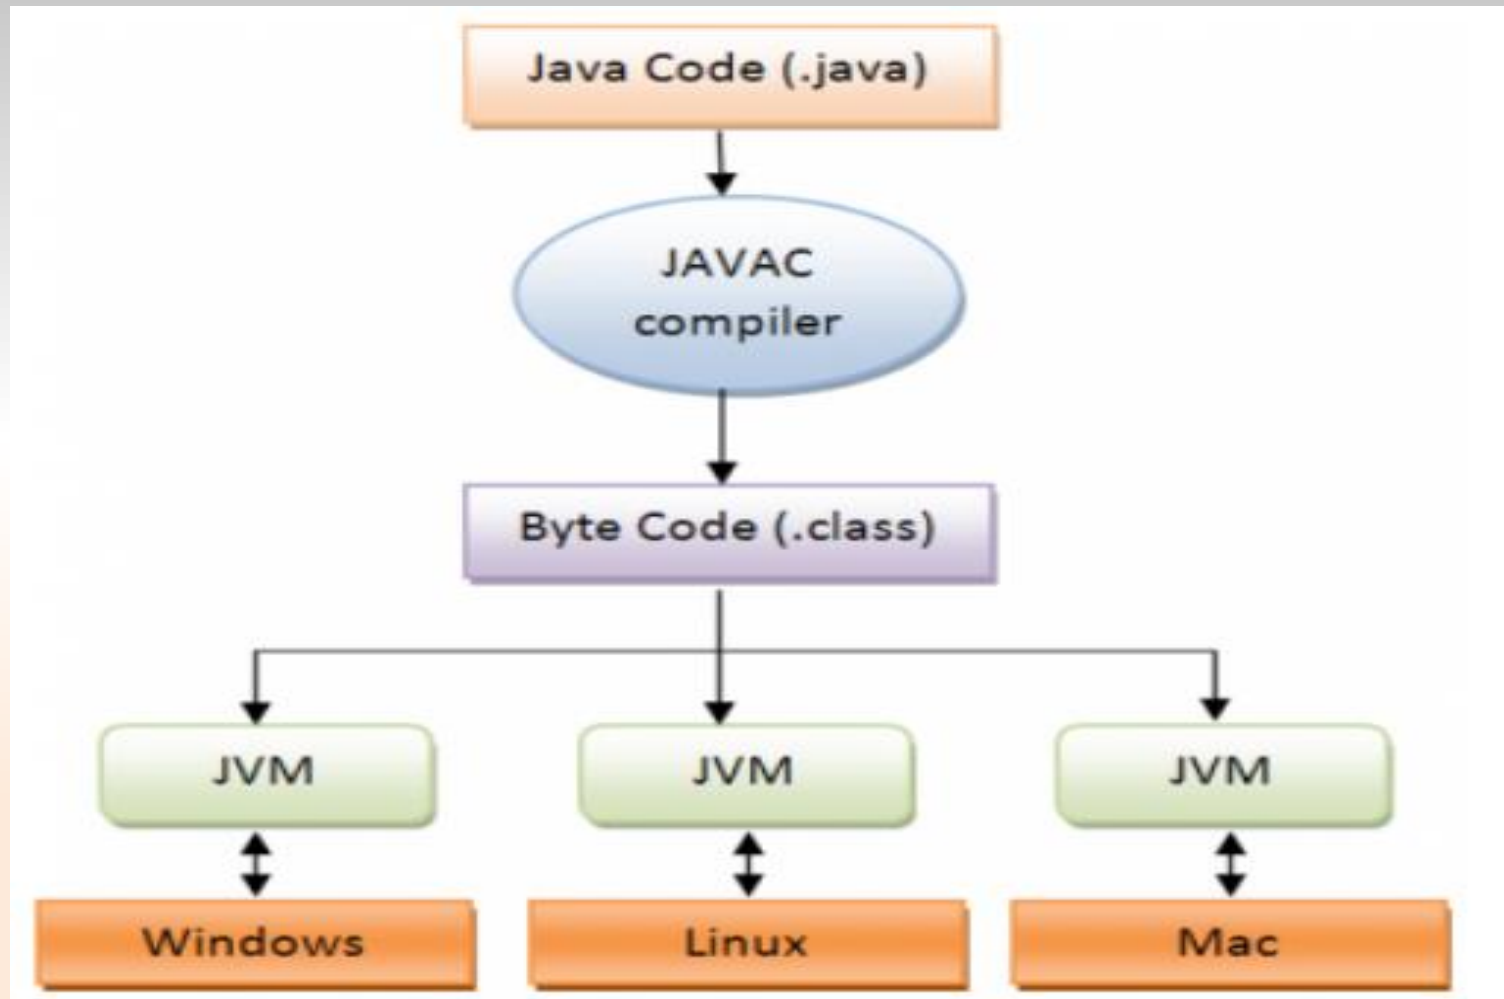 Java Code (.java)
JAVAC
compiler
Byte Code (.class)
JVM
JVM
JVM
Windows
Linux
Mac